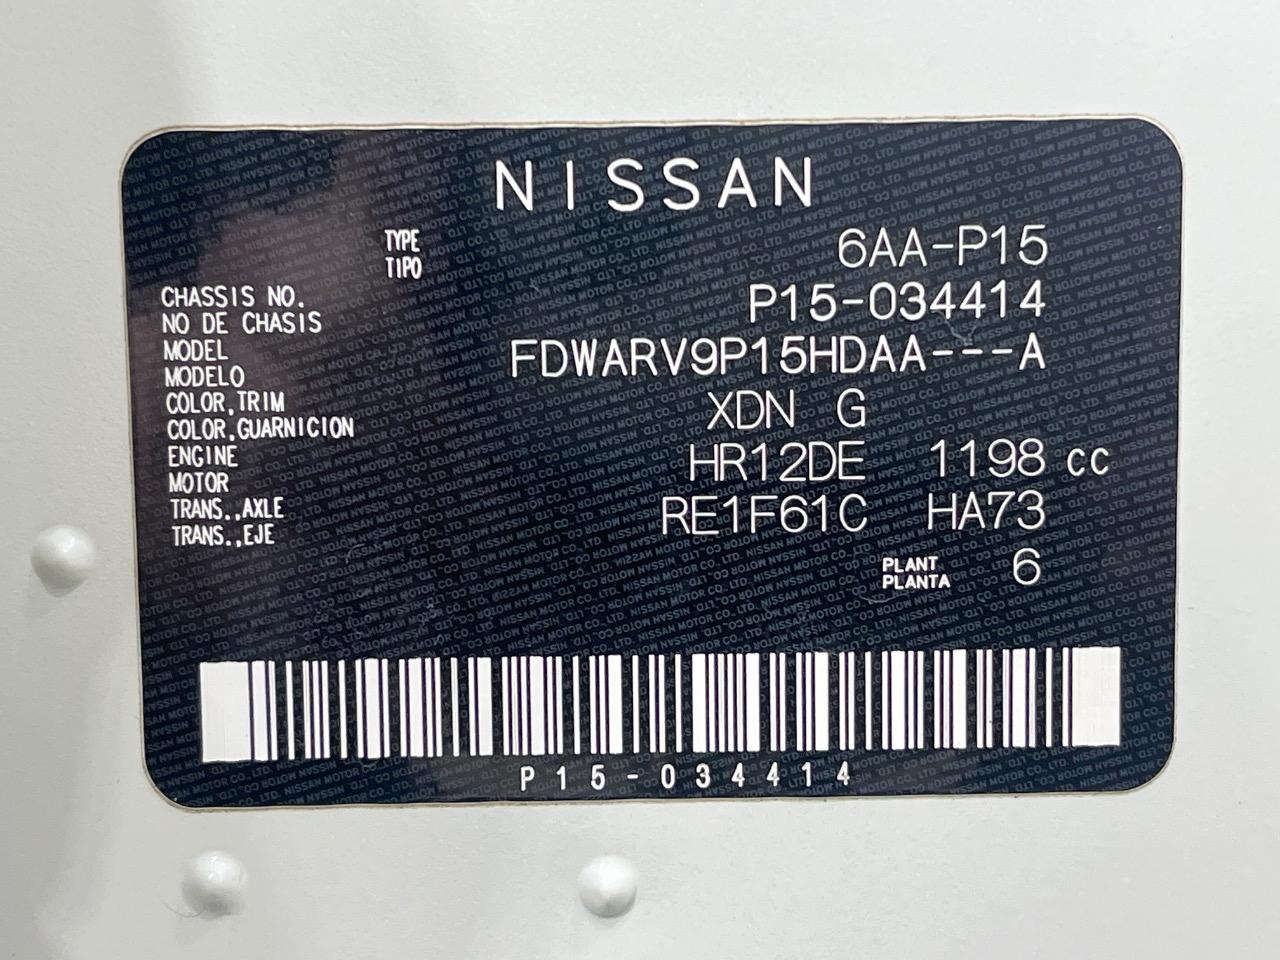 NISSAN
TYPE
TIPO
6AA-P15
CHASSIS NO.
NO DE CHASIS
P15-034414
MODEL
MODELO
FDWARV9P15HDAA---A
COLOR,TRIM
COLOR,GUARNICION
XDN G
ENGINE
MOTOR
HR12DE 1198 cc
TRANS.,AXLE
TRANS.,EJE
RE1F61C HA73
PLANT
PLANTA
6
P15-034414